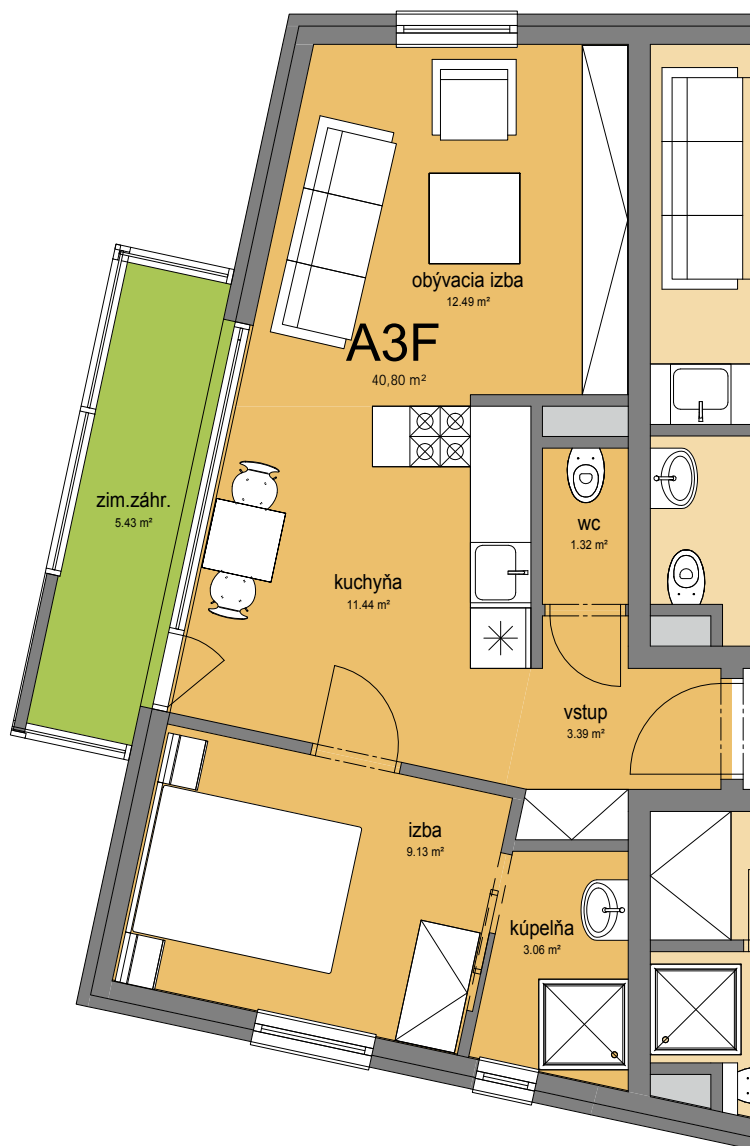 obývacia izba
12.49 m²
A3F
40,80 m²
zim.záhr.
5.43 m²
wc
1.32 m²
kuchyňa
11.44 m²
vstup
3.39 m²
izba
9.13 m²
kúpelňa
3.06 m²